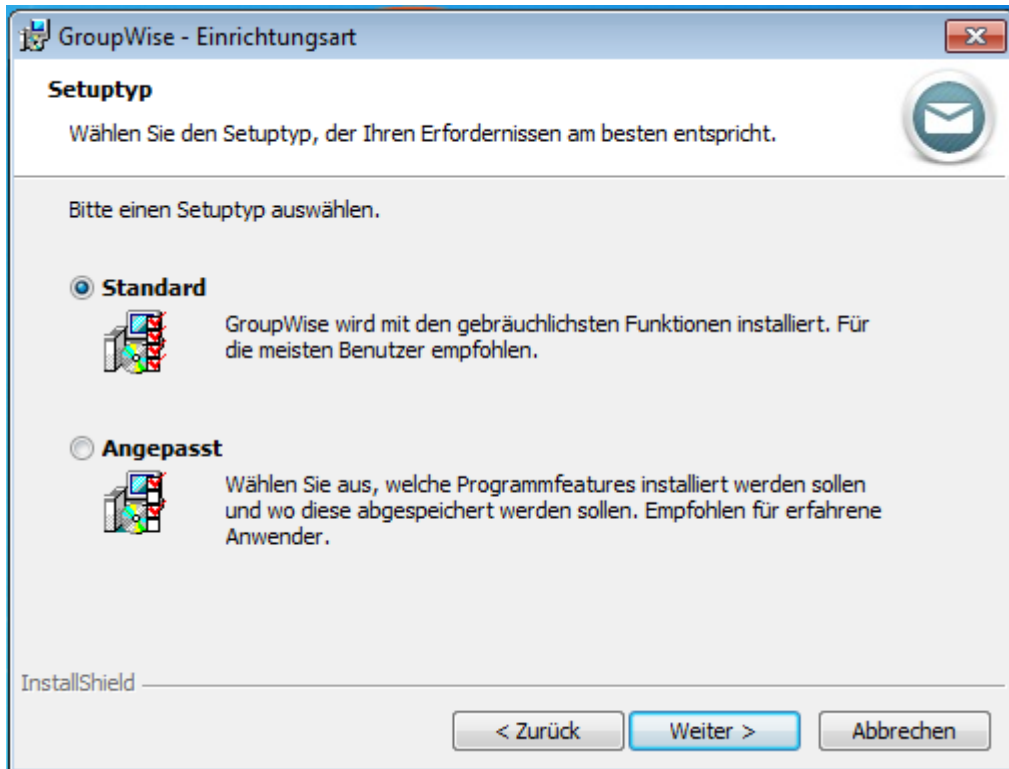 GroupWise - Einrichtungsart
Setuptyp
Wählen Sie den Setuptyp, der Ihren Erfordernissen am besten entspricht.
Bitte einen Setuptyp auswählen.
Standard
GroupWise wird mit den gebräuchlichsten Funktionen installiert. Für
die meisten Benutzer empfohlen.
Angepasst
Wählen Sie aus, welche Programmfeatures installiert werden sollen
und wo diese abgespeichert werden sollen. Empfohlen für erfahrene
Anwender.
InstallShield
< Zurück
Weiter >
Abbrechen